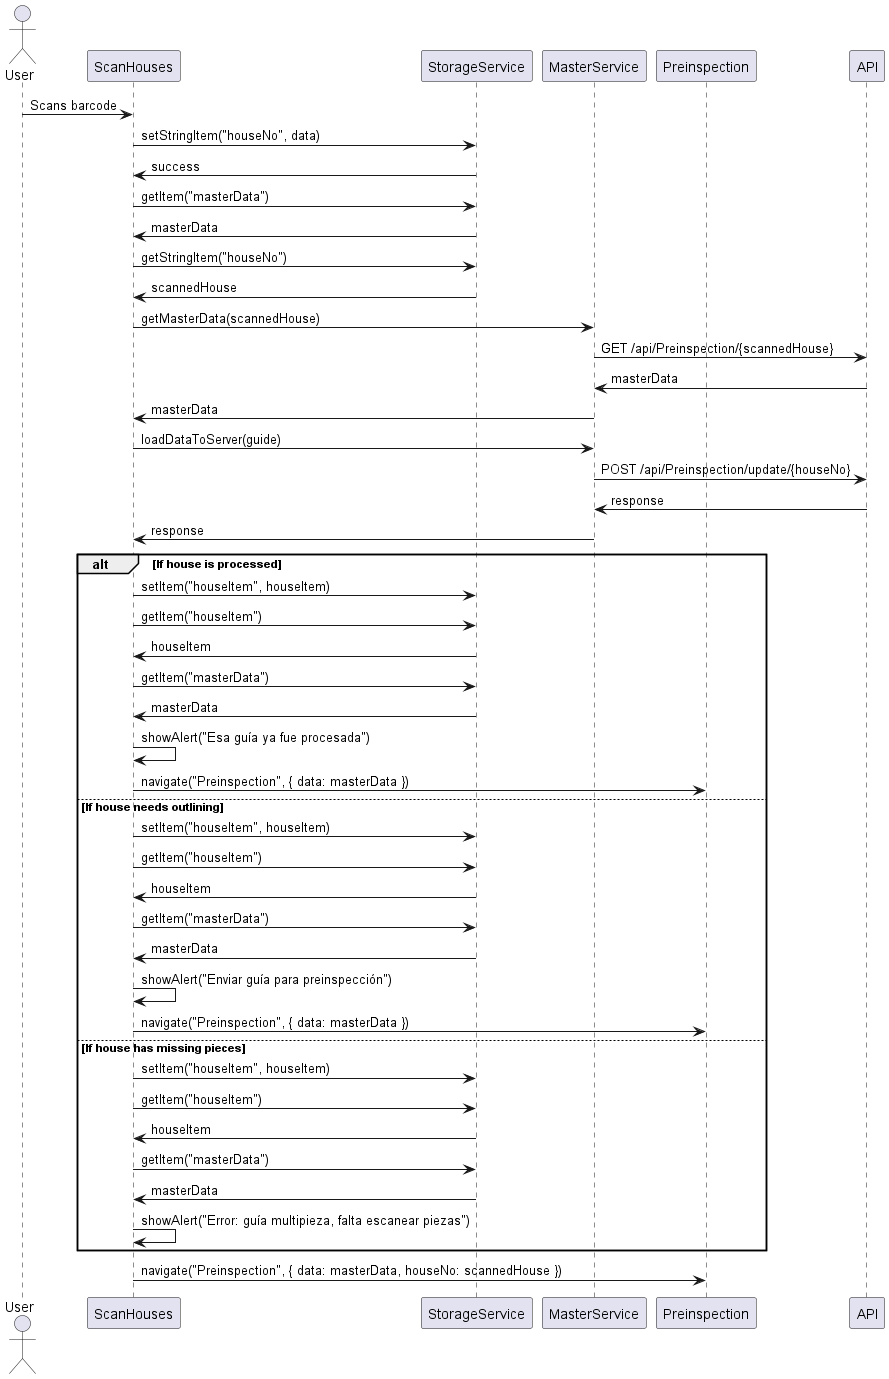 User
ScanHouses
StorageService
MasterService
Preinspection
API
Scans barcode
setStringItem("houseNo", data)
success
getItem("masterData")
masterData
getStringItem("houseNo")
scannedHouse
getMasterData(scannedHouse)
GET /api/Preinspection/{scannedHouse}
masterData
masterData
loadDataToServer(guide)
POST /api/Preinspection/update/{houseNo}
response
response
alt [If house is processed]
setItem("houseItem", houseItem)
getItem("houseItem")
houseItem
getItem("masterData")
masterData
showAlert("Esa guía ya fue procesada")
navigate("Preinspection", { data: masterData })
[If house needs outlining]
setItem("houseItem", houseItem)
getItem("houseItem")
houseItem
getItem("masterData")
masterData
showAlert("Enviar guía para preinspección")
navigate("Preinspection", { data: masterData })
[If house has missing pieces]
setItem("houseItem", houseItem)
getItem("houseItem")
houseItem
getItem("masterData")
masterData
showAlert("Error: guía multipieza, falta escanear piezas")
navigate("Preinspection", { data: masterData, houseNo: scannedHouse })
User
ScanHouses
StorageService
MasterService
Preinspection
API